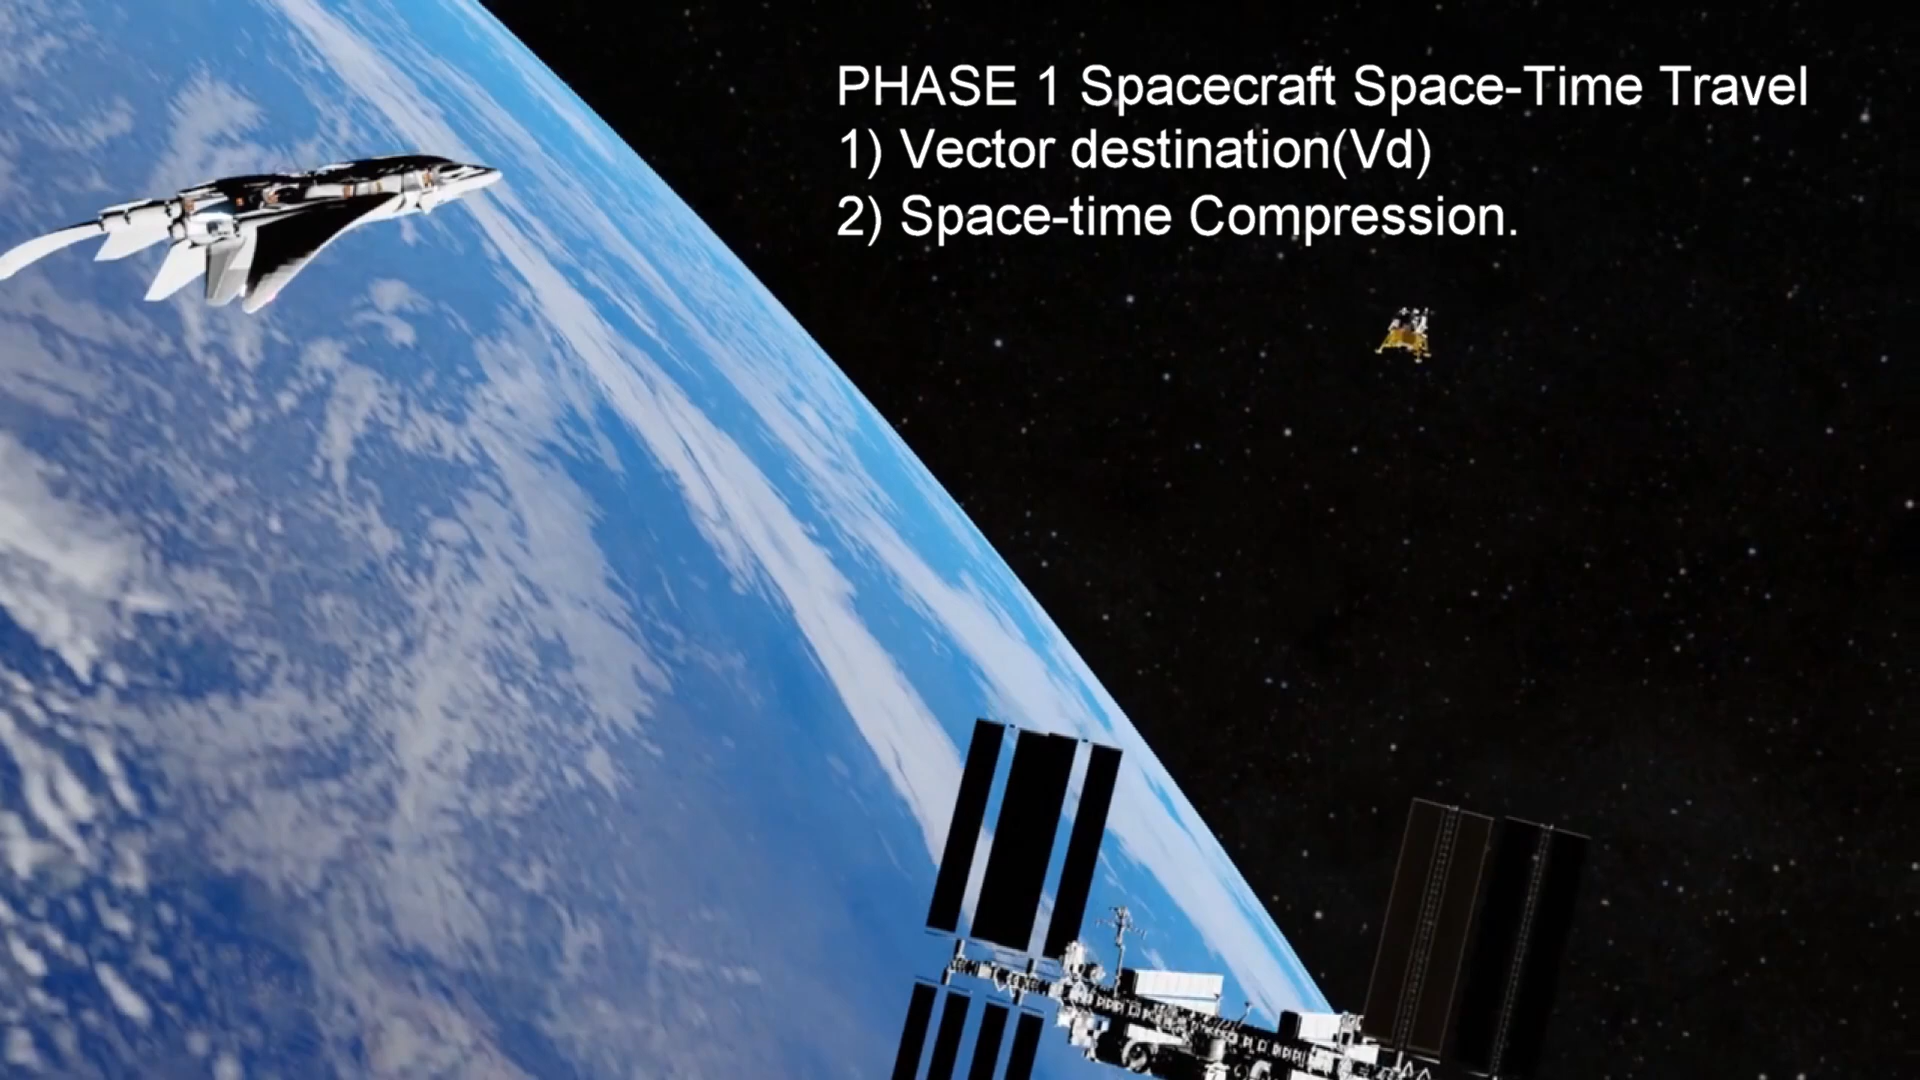 PHASE 1 Spacecraft Space-Time Travel
1) Vector destination(Vd)
2) Space-time Compression.